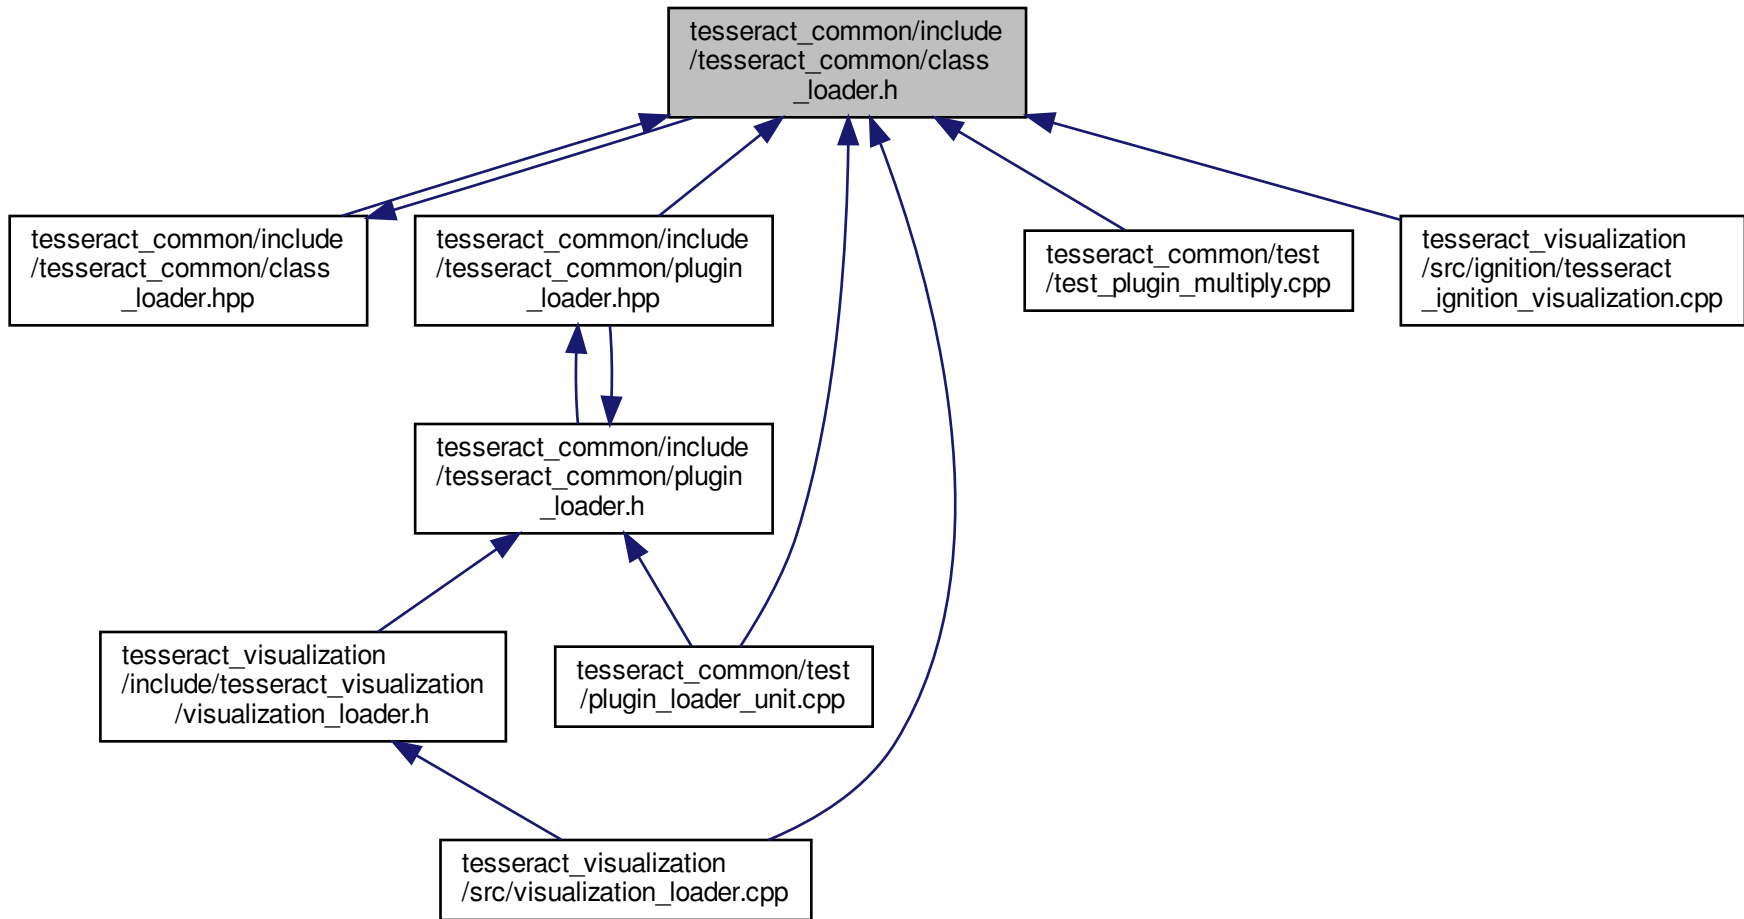 tesseract_common/include
/tesseract_common/class
_loader.h
tesseract_common/include
/tesseract_common/class
_loader.hpp
tesseract_common/include
/tesseract_common/plugin
_loader.hpp
tesseract_common/test
/test_plugin_multiply.cpp
tesseract_visualization
/src/ignition/tesseract
_ignition_visualization.cpp
tesseract_common/include
/tesseract_common/plugin
_loader.h
tesseract_visualization
/include/tesseract_visualization
/visualization_loader.h
tesseract_common/test
/plugin_loader_unit.cpp
tesseract_visualization
/src/visualization_loader.cpp